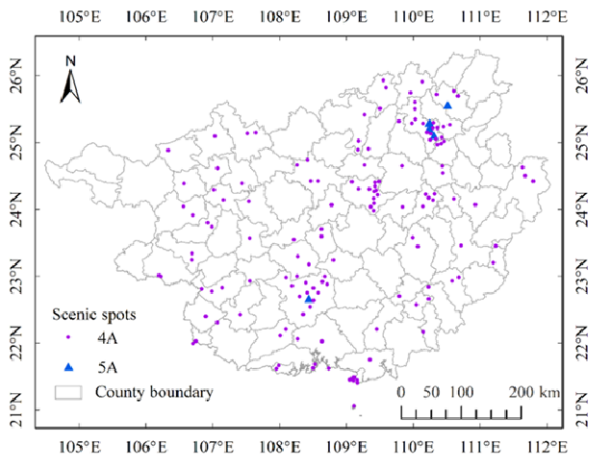 105°E 106°E 107°E 108°E 109°E 110°E 111°E 112°E
N
26°N 26°N
25°N 25°N
24°N 24°N
23°N 23°N
22°N 22°N
21°N 21°N
Scenic spots
4A
5A
County boundary
0 50 100 200 km
105°E 106°E 107°E 108°E 109°E 110°E 111°E 112°E